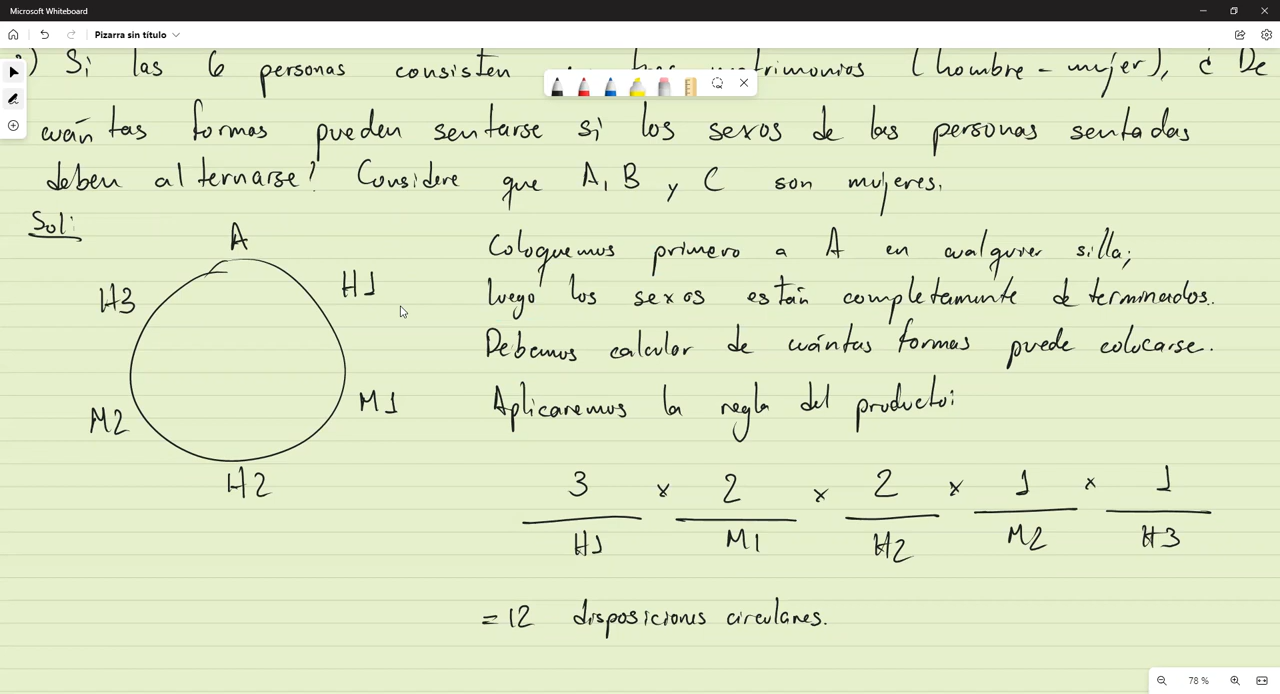 Microsoft Whiteboard
Pizarra sin título
) Si las 6 personas consisten matrimonios (hombre - mujer), ¿ De
cuántas formas pueden sentarse si los sexos de las personas sentadas
deben alternarse? Considere que A, B y C son mujeres.
Sol:
A
H1
H3
M1
M2
H2
Coloquemos primero a A en cualquier silla;
luego los sexos están completamente determinados.
Debemos calcular de cuántas formas puede colocarse.
Aplicaremos la regla del producto:
3 x 2 x 2 x 1 x 1
H1 M1 H2 M2 H3
= 12 disposiciones circulares.
78 %